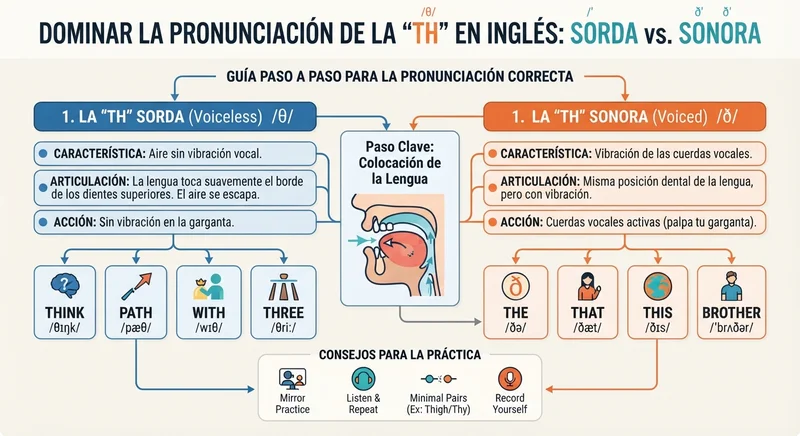 /θ/ /' ð' ð'
DOMINAR LA PRONUNCIACIÓN DE LA “TH” EN INGLÉS: SORDA vs. SONORA
GUÍA PASO A PASO PARA LA PRONUNCIACIÓN CORRECTA
1. LA “TH” SORDA (Voiceless) /θ/
CARACTERÍSTICA: Aire sin vibración vocal.
ARTICULACIÓN: La lengua toca suavemente el borde
de los dientes superiores. El aire se escapa.
ACCIÓN: Sin vibración en la garganta.
THINK
/θɪŋk/
PATH
/pæθ/
WITH
/wɪθ/
THREE
/θriː/
Paso Clave:
Colocación de
la Lengua
1. LA “TH” SONORA (Voiced) /ð/
CARACTERÍSTICA: Vibración de las cuerdas vocales.
ARTICULACIÓN: Misma posición dental de la lengua,
pero con vibración.
ACCIÓN: Cuerdas vocales activas (palpa tu garganta).
ð
THE
/ðə/
THAT
/ðæt/
THIS
/ðɪs/
BROTHER
/'brʌðər/
CONSEJOS PARA LA PRÁCTICA
Mirror
Practice
Listen &
Repeat
Minimal Pairs
(Ex: Thigh/Thy)
Record
Yourself